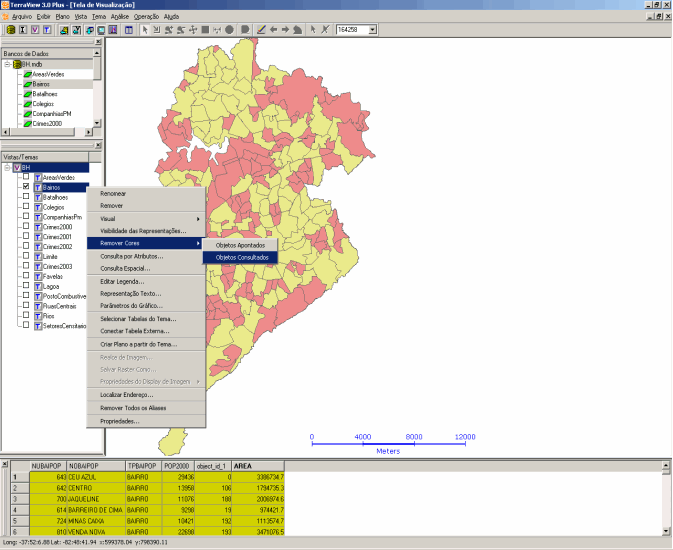 TerraView 3.0 Plus - [Tela de Visualização]
Arquivo Exibir Plano Vista Tema Análise Operação Ajuda
164258
Bancos de Dados
BH.mdb
AreasVerdes
Bairros
Batalhoes
Colegios
CompanhiasPM
Crimes2000
Vistas/Temas
BH
AreasVerdes
Bairros
Batalhoes
Colegios
CompanhiasPm
Crimes2000
Crimes2001
Crimes2002
Limite
Crimes2003
Favelas
Lagoa
PostoCombustive
RuasCentrais
Rios
SetoresCensitario
Renomear
Remover
Visual
Visibilidade das Representações...
Remover Cores
Consulta por Atributos...
Consulta Espacial...
Editar Legenda...
Representação Texto...
Parâmetros do Gráfico...
Selecionar Tabelas do Tema...
Conectar Tabela Externa...
Criar Plano a partir do Tema...
Realce de Imagem...
Salvar Raster Como...
Propriedades do Display de Imagem
Localizar Endereço...
Remover Todos os Aliases
Propriedades...
Objetos Apontados
Objetos Consultados
0 4000 8000 12000
Meters
NUBAIPOP NOBAIPOP TPBAIPOP POP2000 object_id_1 AREA
1 643 CEU AZUL BAIRRO 29436 0 3386734.7
2 642 CENTRO BAIRRO 13958 106 1794735.3
3 700 JAQUELINE BAIRRO 11076 188 2006974.6
4 614 BARREIRO DE CIMA BAIRRO 9298 19 974421.7
5 724 MINAS CAIXA BAIRRO 10421 192 1113574.7
6 810 VENDA NOVA BAIRRO 22698 193 3471076.5
Long: -37:52:6.88 Lat: -82:48:41.94 x:599378.04 y:798390.11